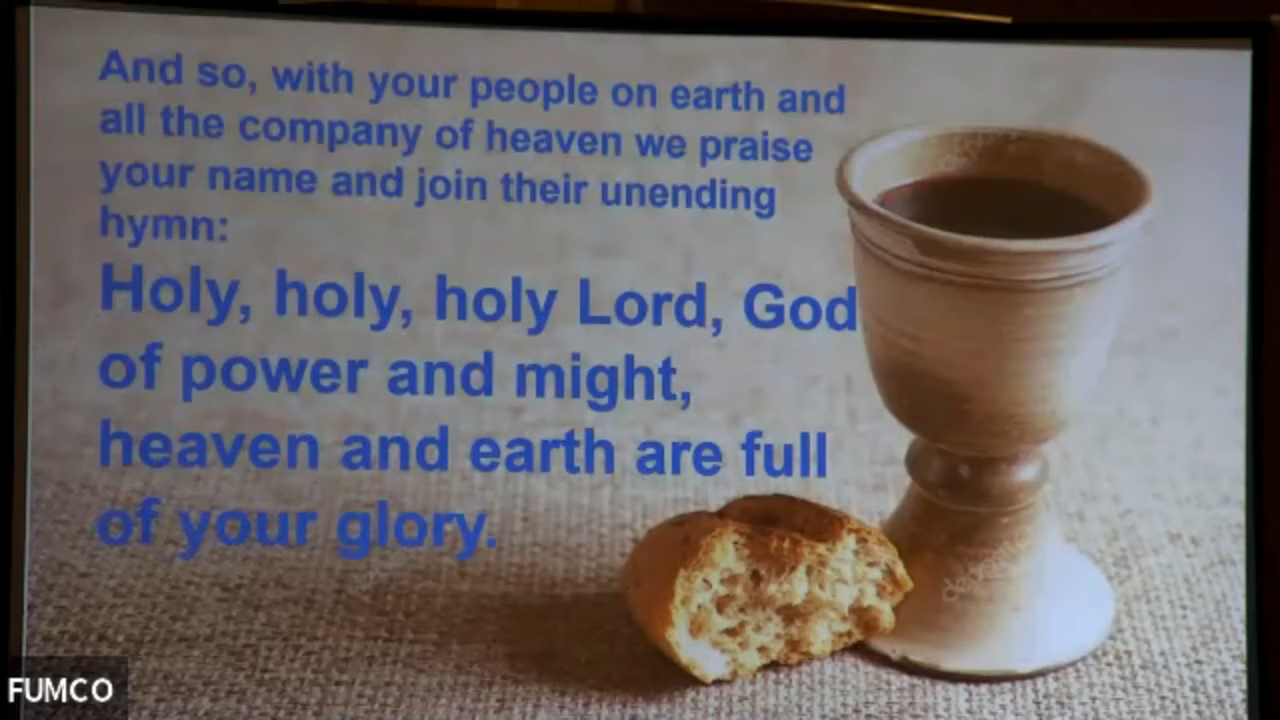 And so, with your people on earth and
all the company of heaven we praise
your name and join their unending
hymn:
Holy, holy, holy Lord, God
of power and might,
heaven and earth are full
of your glory.
FUMCO